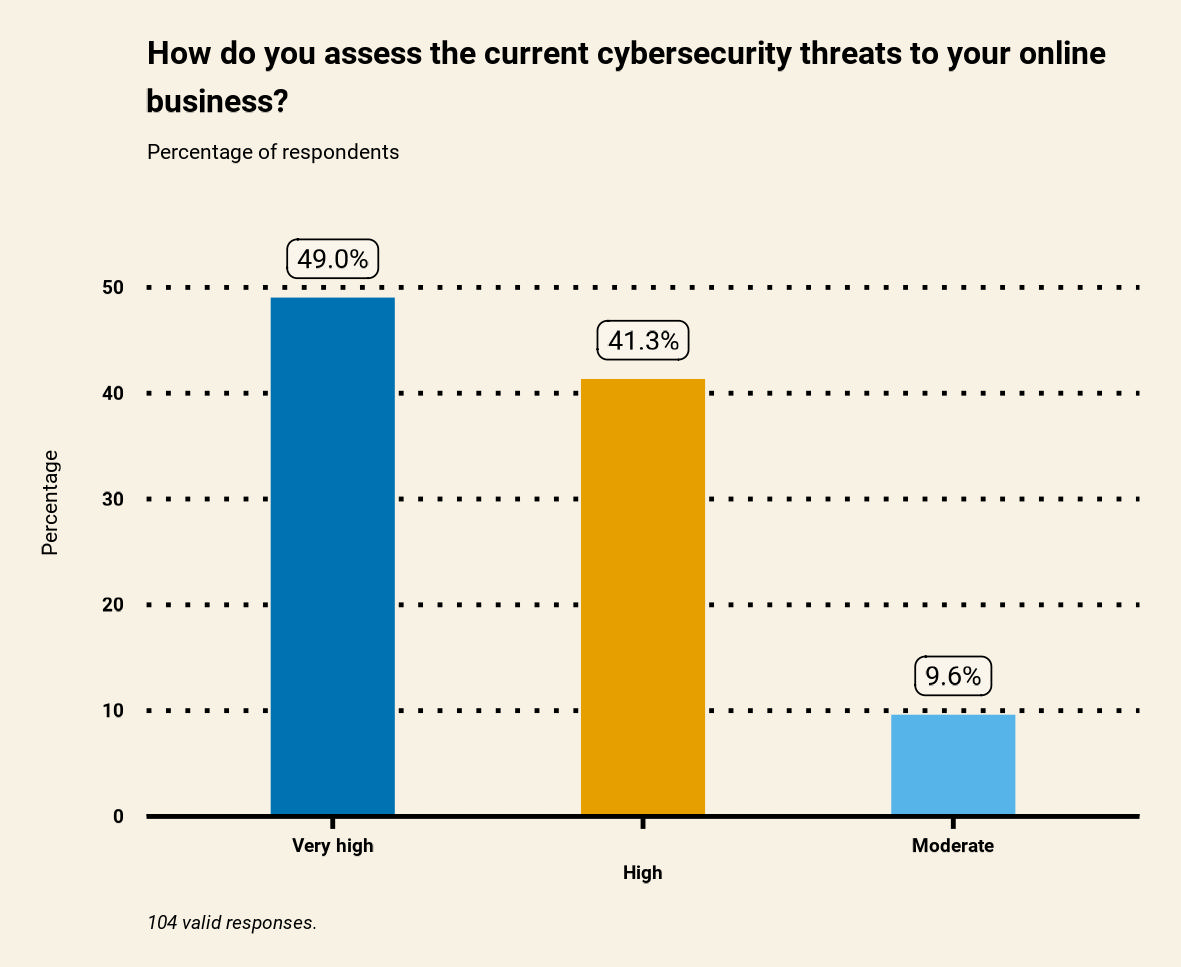 How do you assess the current cybersecurity threats to your online
business?
Percentage of respondents
49.0%
50
41.3%
40
Percentage
30
20
9.6%
10
0
Very high
High
Moderate
104 valid responses.